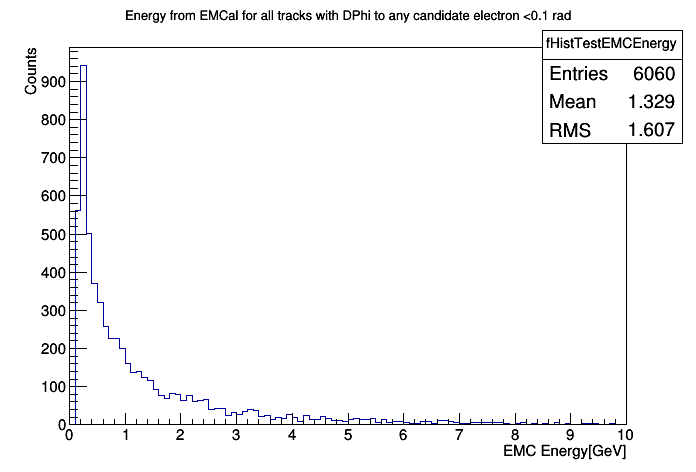 Energy from EMCal for all tracks with DPhi to any candidate electron <0.1 rad
fHistTestEMCEnergy
Entries 6060
Mean 1.329
RMS 1.607
Counts
900
800
700
600
500
400
300
200
100
0
0 1 2 3 4 5 6 7 8 9 10
EMC Energy[GeV]